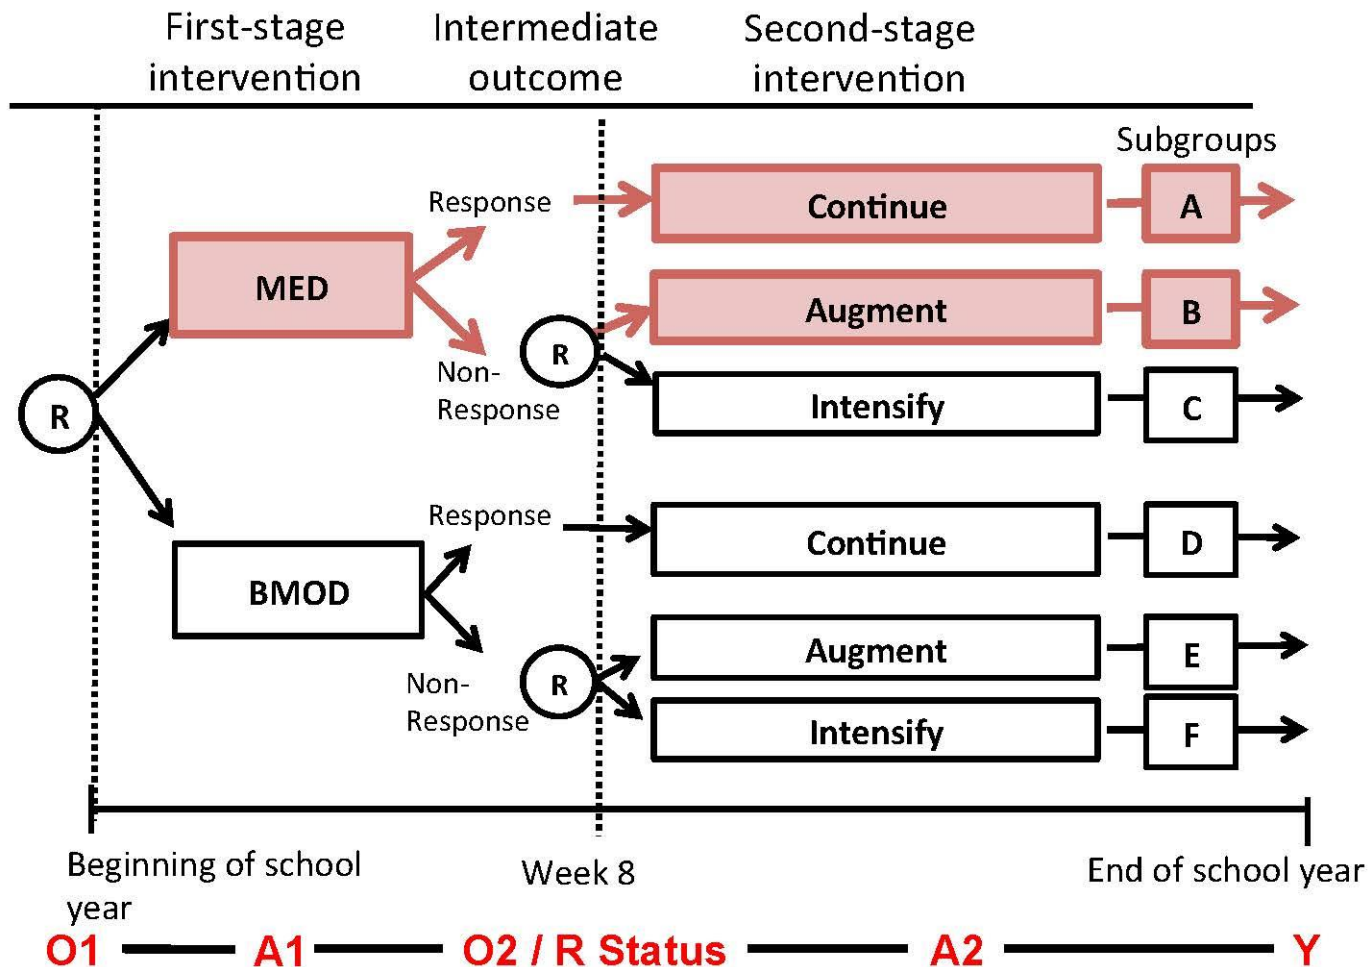 First-stage
intervention
Intermediate
outcome
Second-stage
intervention
Subgroups
Response
Continue
A
MED
Augment
B
R
Non-
Response
R
Intensify
C
Response
Continue
D
BMOD
Augment
E
Non-
Response
R
Intensify
F
Beginning of school
year
Week 8
End of school year
O1
A1
O2 / R Status
A2
Y